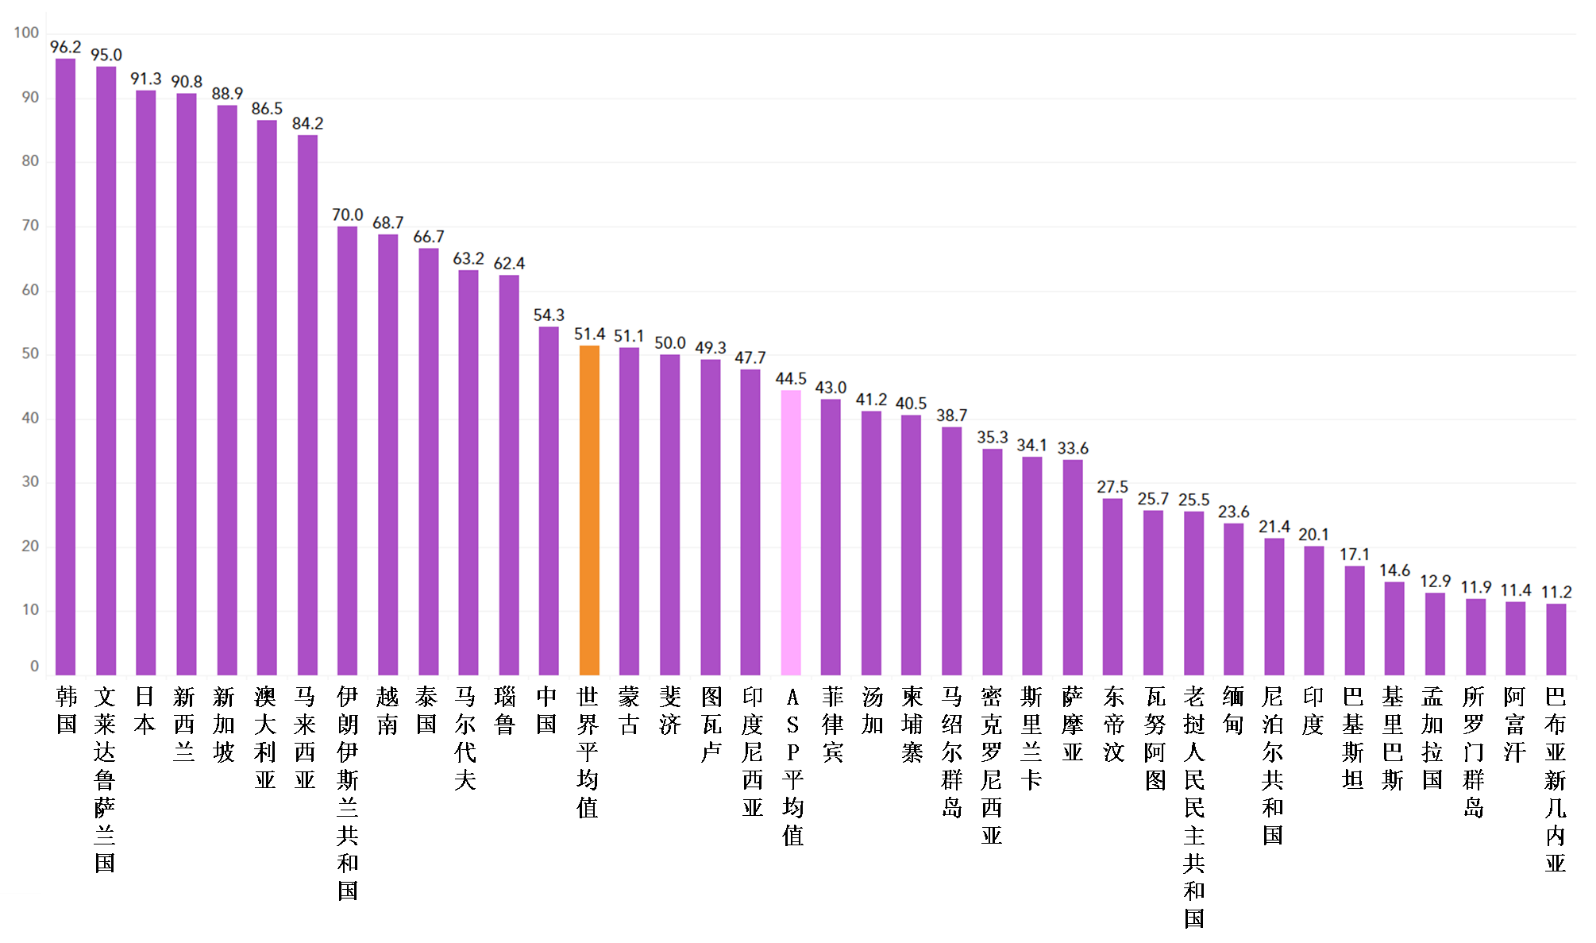 100
90
80
70
60
50
40
30
20
10
0
96.2
95.0
91.3
90.8
88.9
86.5
84.2
70.0
68.7
66.7
63.2
62.4
54.3
51.4
51.1
50.0
49.3
47.7
44.5
43.0
41.2
40.5
38.7
35.3
34.1
33.6
27.5
25.7
25.5
23.6
21.4
20.1
17.1
14.6
12.9
11.9
11.4
11.2
韩国
文莱达鲁萨兰国
日本
新西兰
新加坡
澳大利亚
马来西亚
伊朗伊斯兰共和国
越南
泰国
马尔代夫
瑙鲁
中国
世界平均值
蒙古
斐济
图瓦卢
印度尼西亚
ASP平均值
菲律宾
汤加
柬埔寨
马绍尔群岛
密克罗尼西亚
斯里兰卡
萨摩亚
东帝汶
瓦努阿图
老挝人民民主共和国
缅甸
尼泊尔共和国
印度
巴基斯坦
基里巴斯
孟加拉国
所罗门群岛
阿富汗
巴布亚新几内亚